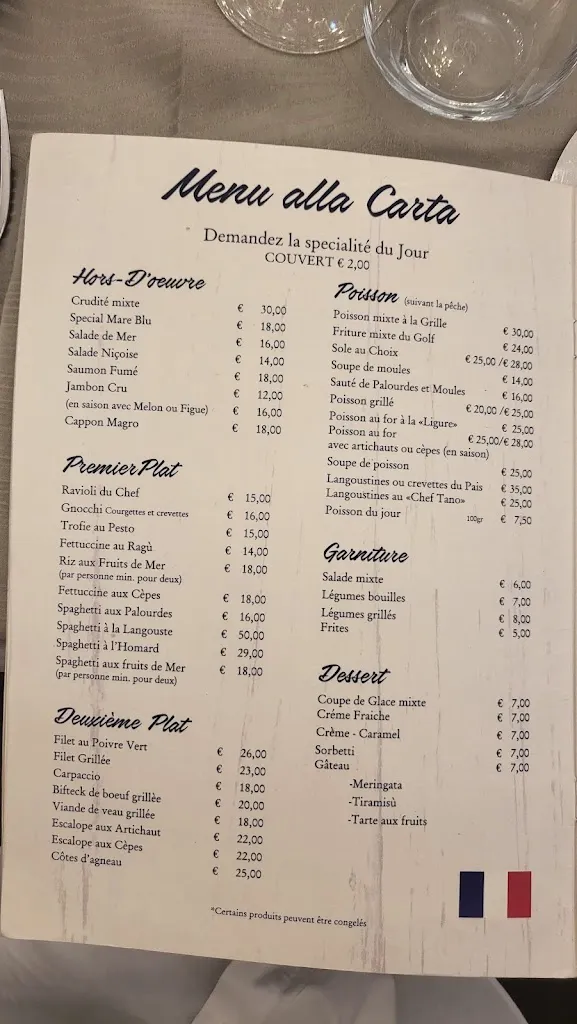 Menu alla Carta
Demandez la specialité du Jour
COUVERT € 2,00
Hors-D'oeuvre
Crudité mixte € 30,00
Special Mare Blu € 18,00
Salade de Mer € 16,00
Salade Niçoise € 14,00
Saumon Fumé € 18,00
Jambon Cru € 12,00
(en saison avec Melon ou Figue) € 16,00
Cappon Magro € 18,00
Premier Plat
Ravioli du Chef € 15,00
Gnocchi Courgettes et crevettes € 16,00
Trofie au Pesto € 15,00
Fettuccine au Ragù € 14,00
Riz aux Fruits de Mer € 18,00
(par personne min. pour deux)
Fettuccine aux Cèpes € 18,00
Spaghetti aux Palourdes € 16,00
Spaghetti à la Langouste € 50,00
Spaghetti à l'Homard € 29,00
Spaghetti aux fruits de Mer € 18,00
(par personne min. pour deux)
Deuxième Plat
Filet au Poivre Vert € 26,00
Filet Grillée € 23,00
Carpaccio € 18,00
Bifteck de boeuf grillèe € 20,00
Viande de veau grillée € 18,00
Escalope aux Artichaut € 22,00
Escalope aux Cèpes € 22,00
Côtes d'agneau € 25,00
Poisson (suivant la pêche)
Poisson mixte à la Grille € 30,00
Friture mixte du Golf € 24,00
Sole au Choix € 25,00 /€ 28,00
Soupe de moules € 14,00
Sauté de Palourdes et Moules € 16,00
Poisson grillé € 20,00 /€ 25,00
Poisson au for à la «Ligure» € 25,00
Poisson au for € 25,00/€ 28,00
avec artichauts ou cèpes (en saison)
Soupe de poisson € 25,00
Langoustines ou crevettes du Pais € 35,00
Langoustines au «Chef Tano» € 25,00
Poisson du jour 100gr € 7,50
Garniture
Salade mixte € 6,00
Légumes bouilles € 7,00
Légumes grillés € 8,00
Frites € 5,00
Dessert
Coupe de Glace mixte € 7,00
Créme Fraiche € 7,00
Crème - Caramel € 7,00
Sorbetti € 7,00
Gâteau € 7,00
-Meringata
-Tiramisù
-Tarte aux fruits
*Certains produits peuvent être congelés